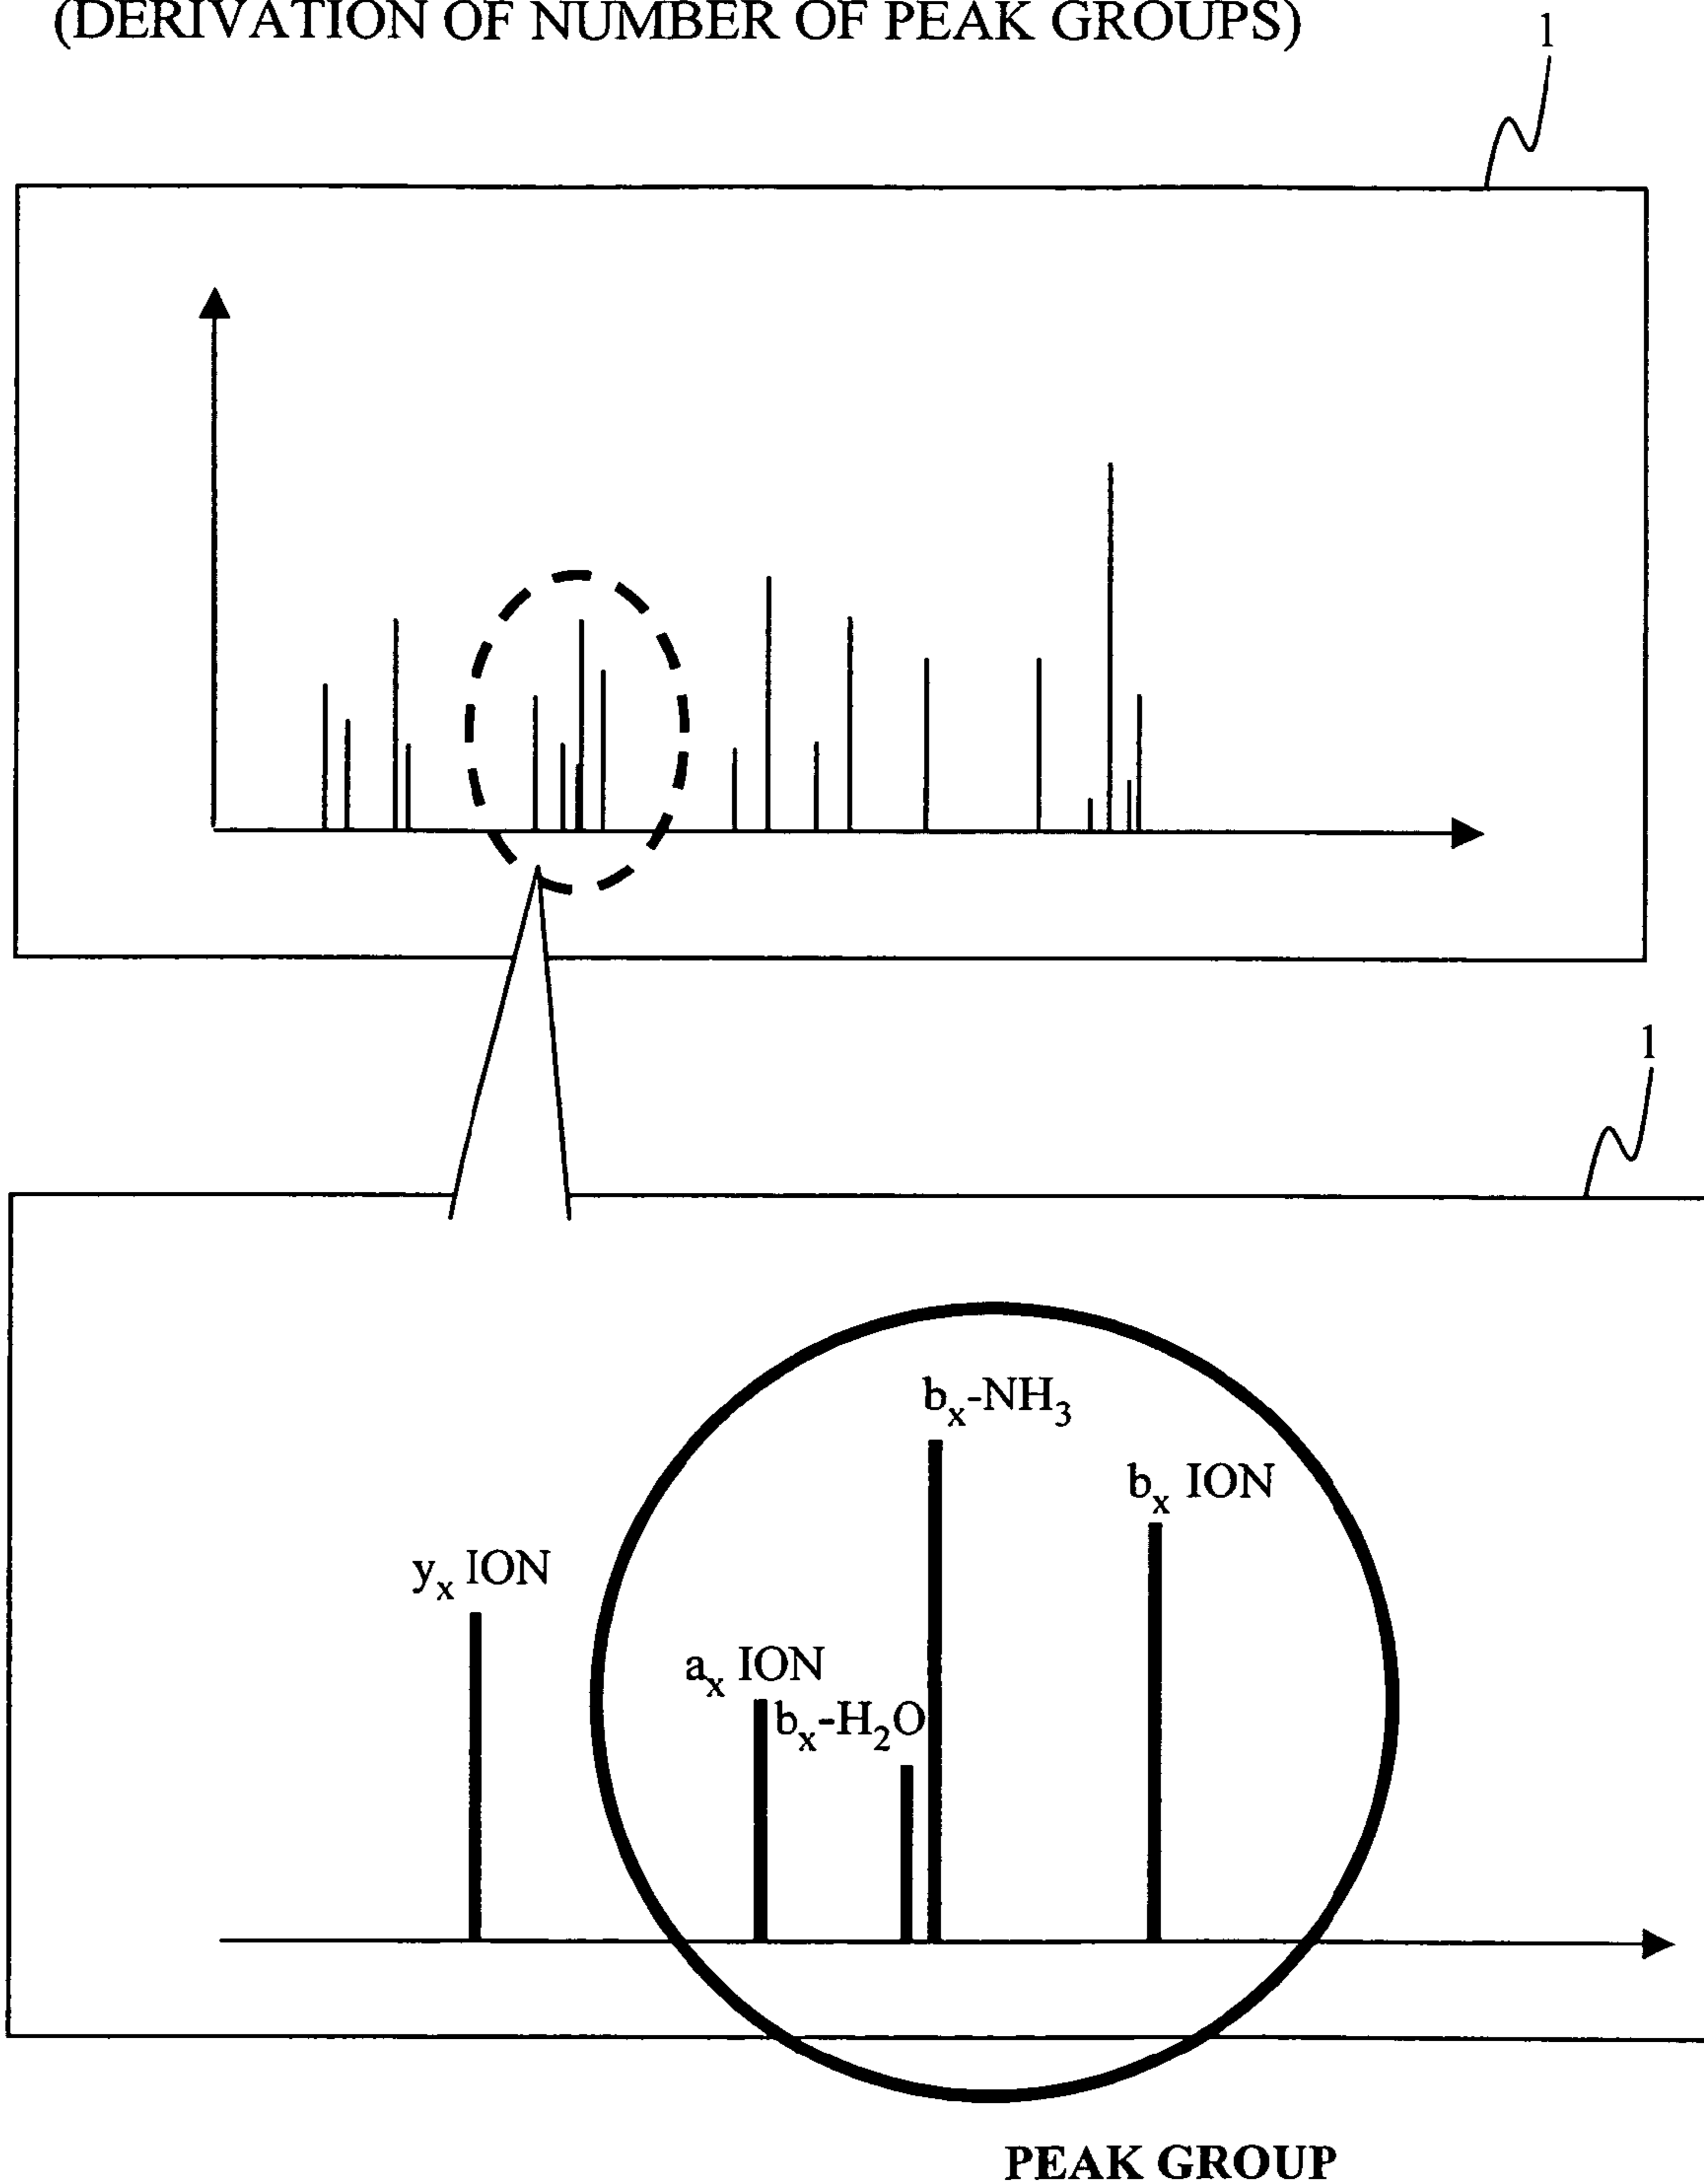 (DERIVATION OF NUMBER OF PEAK GROUPS)
1
1
bₓ-NH₃
bₓ ION
yₓ ION
aₓ ION
bₓ-H₂O
PEAK GROUP